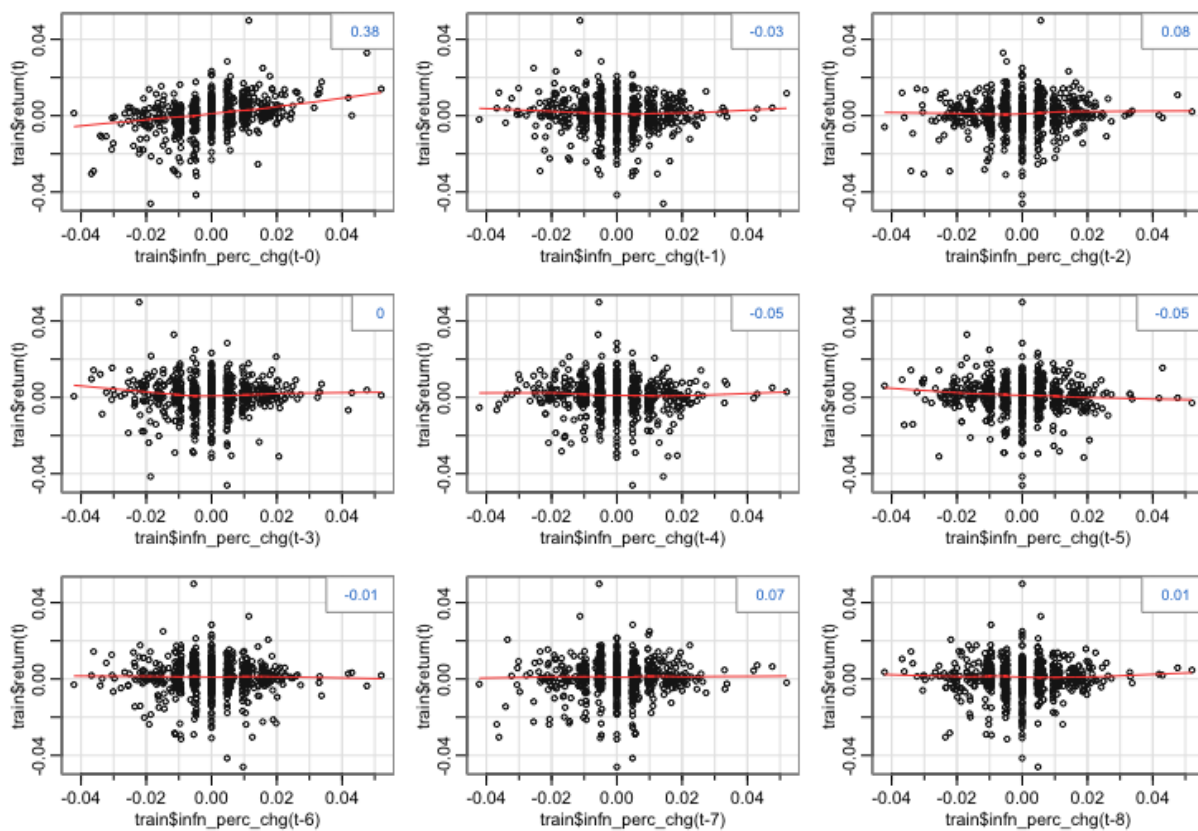 0.38
train$return(t)
-0.04 0.00 0.04
-0.04 -0.02 0.00 0.02 0.04
train$infn_perc_chg(t-0)
-0.03
train$return(t)
-0.04 0.00 0.04
-0.04 -0.02 0.00 0.02 0.04
train$infn_perc_chg(t-1)
0.08
train$return(t)
-0.04 0.00 0.04
-0.04 -0.02 0.00 0.02 0.04
train$infn_perc_chg(t-2)
0
train$return(t)
-0.04 0.00 0.04
-0.04 -0.02 0.00 0.02 0.04
train$infn_perc_chg(t-3)
-0.05
train$return(t)
-0.04 0.00 0.04
-0.04 -0.02 0.00 0.02 0.04
train$infn_perc_chg(t-4)
-0.05
train$return(t)
-0.04 0.00 0.04
-0.04 -0.02 0.00 0.02 0.04
train$infn_perc_chg(t-5)
-0.01
train$return(t)
-0.04 0.00 0.04
-0.04 -0.02 0.00 0.02 0.04
train$infn_perc_chg(t-6)
0.07
train$return(t)
-0.04 0.00 0.04
-0.04 -0.02 0.00 0.02 0.04
train$infn_perc_chg(t-7)
0.01
train$return(t)
-0.04 0.00 0.04
-0.04 -0.02 0.00 0.02 0.04
train$infn_perc_chg(t-8)